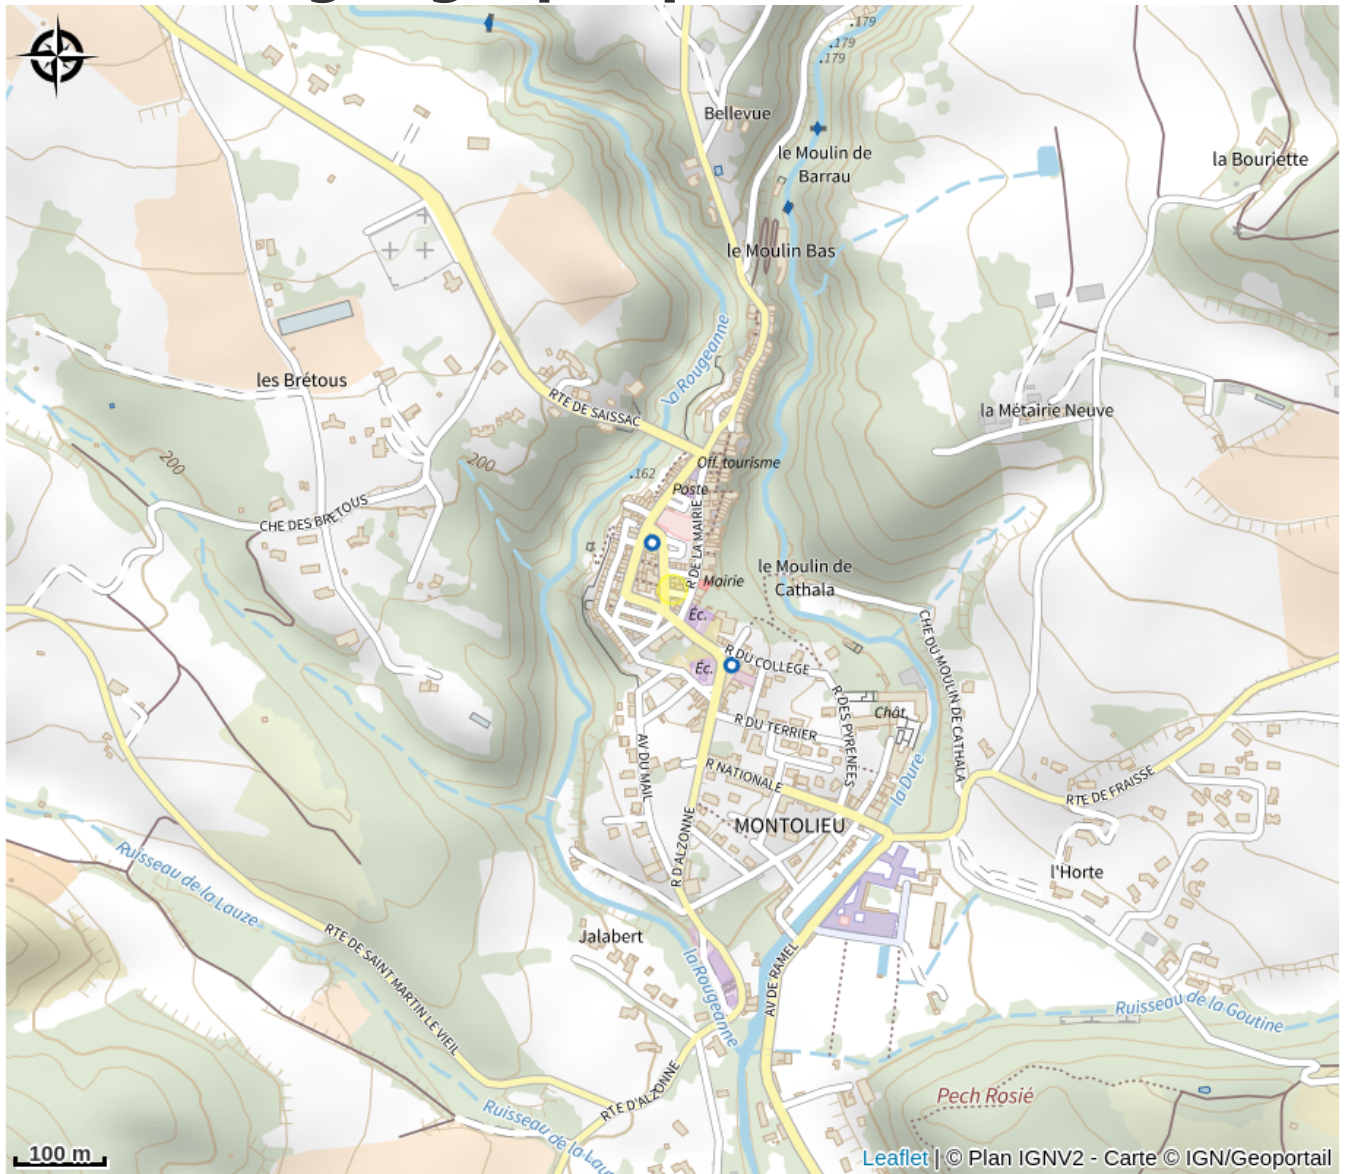 179
179
179
Bellevue
le Moulin de
Barrau
la Bouriette
le Moulin Bas
la Rougeanne
les Brétous
RTE DE SAISSAC
la Métairie Neuve
200
200
Off. tourisme
.162
Poste
CHE DES BRETOUS
R DE LA MAIRIE
le Moulin de
Cathala
Mairie
Éc.
CHE DU MOULIN DE CATHALA
R DU COLLEGE
Éc.
R DES PYRENEES
Chât.
R DU TERRIER
AV DU MAIL
R NATIONALE
la Dure
RTE DE FRAISSE
MONTOLIEU
R D'ALZONNE
Ruisseau de la Lauze
l'Horte
RTE DE SAINT MARTIN LE VIEIL
Jalabert
la Rougeanne
AV DE RAMEL
Ruisseau de la Goutine
RTE D'ALZONNE
Pech Rosié
Ruisseau de la Lau
100 m
Leaflet | © Plan IGNV2 - Carte © IGN/Geoportail